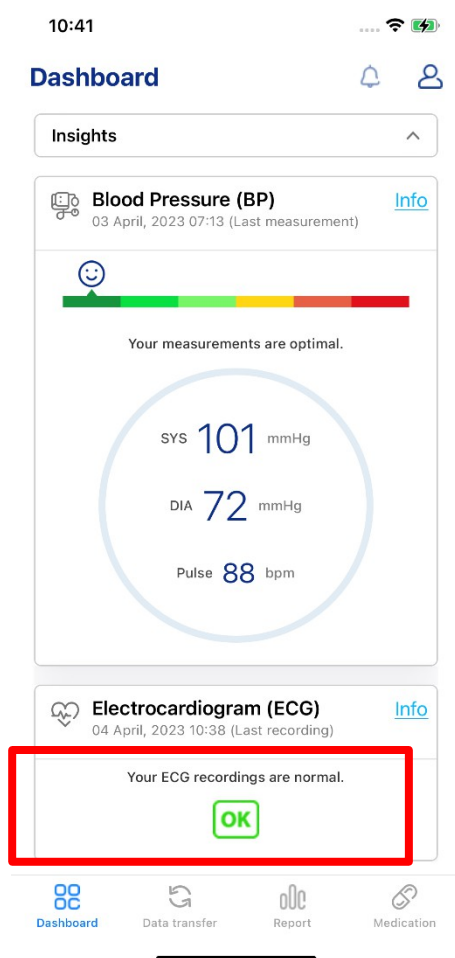 10:41
Dashboard
Insights
Blood Pressure (BP) Info
03 April, 2023 07:13 (Last measurement)
Your measurements are optimal.
SYS 101 mmHg
DIA 72 mmHg
Pulse 88 bpm
Electrocardiogram (ECG) Info
04 April, 2023 10:38 (Last recording)
Your ECG recordings are normal.
OK
Dashboard Data transfer Report Medication